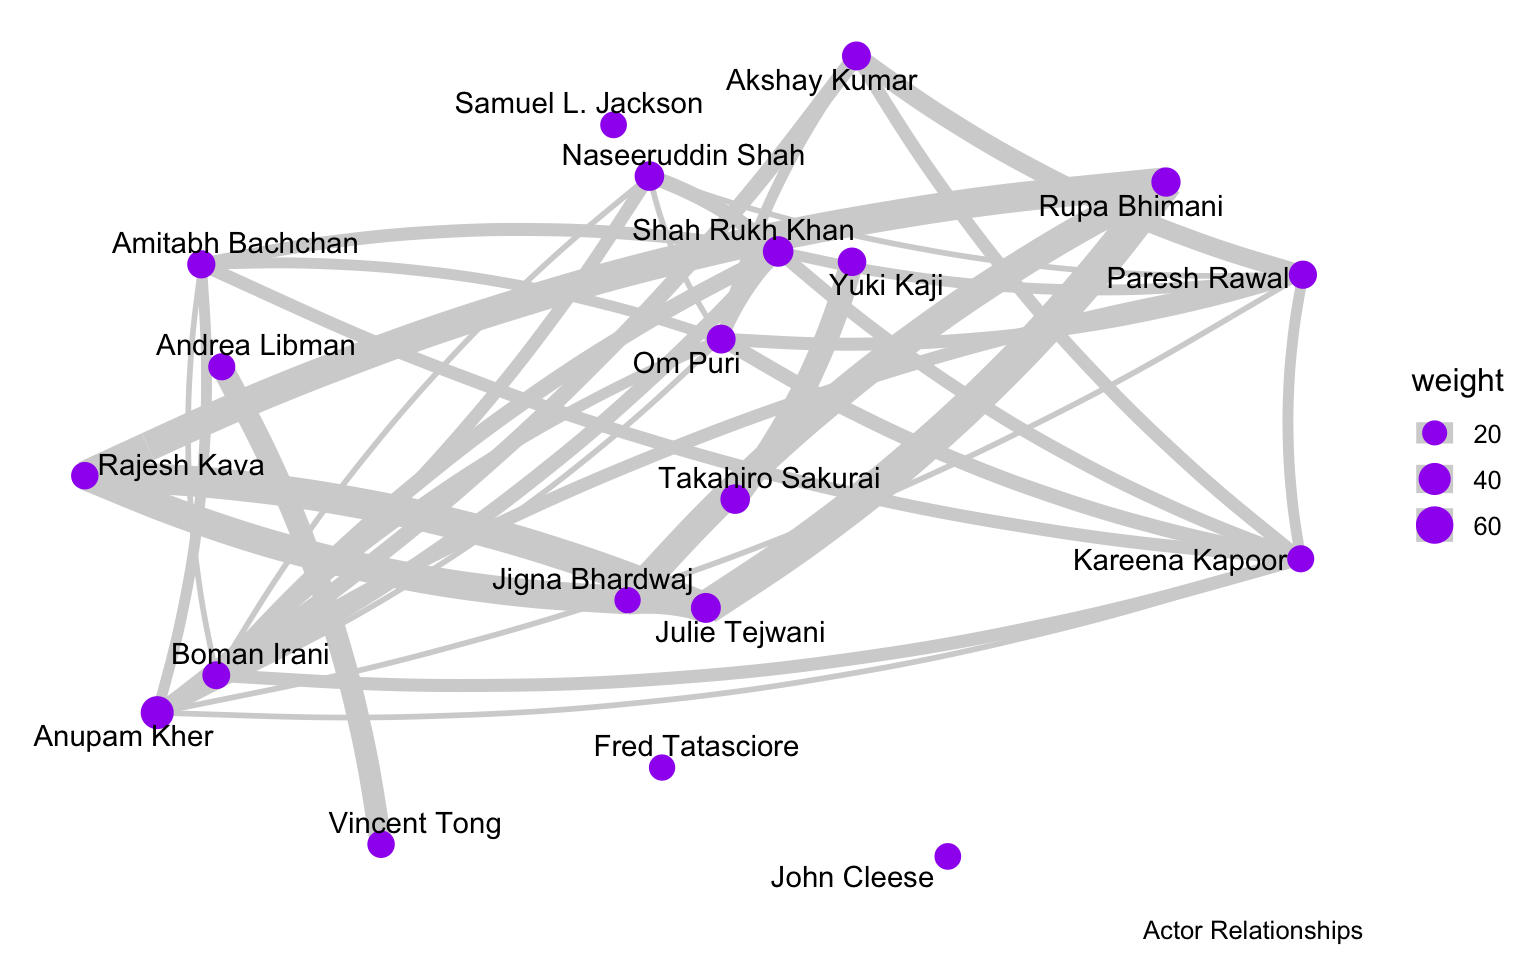 Akshay Kumar
Samuel L. Jackson
Naseeruddin Shah
Rupa Bhimani
Shah Rukh Khan
Amitabh Bachchan
Paresh Rawal
Yuki Kaji
Andrea Libman
Om Puri
weight
20
Rajesh Kava
Takahiro Sakurai
40
60
Kareena Kapoor
Jigna Bhardwaj
Julie Tejwani
Boman Irani
Anupam Kher
Fred Tatasciore
Vincent Tong
John Cleese
Actor Relationships